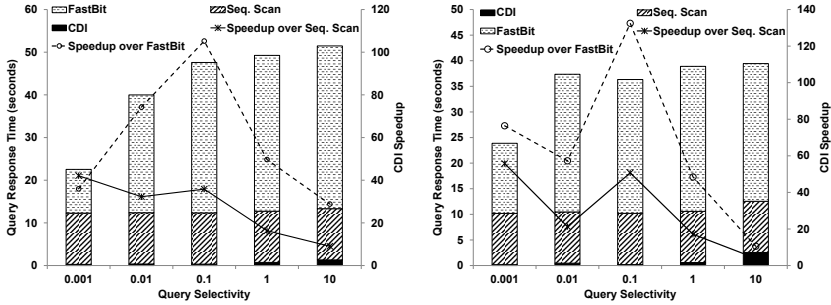 FastBit
Seq. Scan
CDI
Speedup over Seq. Scan
Speedup over FastBit
60
50
40
30
20
10
0
Query Response Time (seconds)
120
100
80
60
40
20
0
CDI Speedup
0.001 0.01 0.1 1 10
Query Selectivity
CDI
Seq. Scan
FastBit
Speedup over Seq. Scan
Speedup over FastBit
50
45
40
35
30
25
20
15
10
5
0
Query Response Time (seconds)
140
120
100
80
60
40
20
0
CDI Speedup
0.001 0.01 0.1 1 10
Query Selectivity